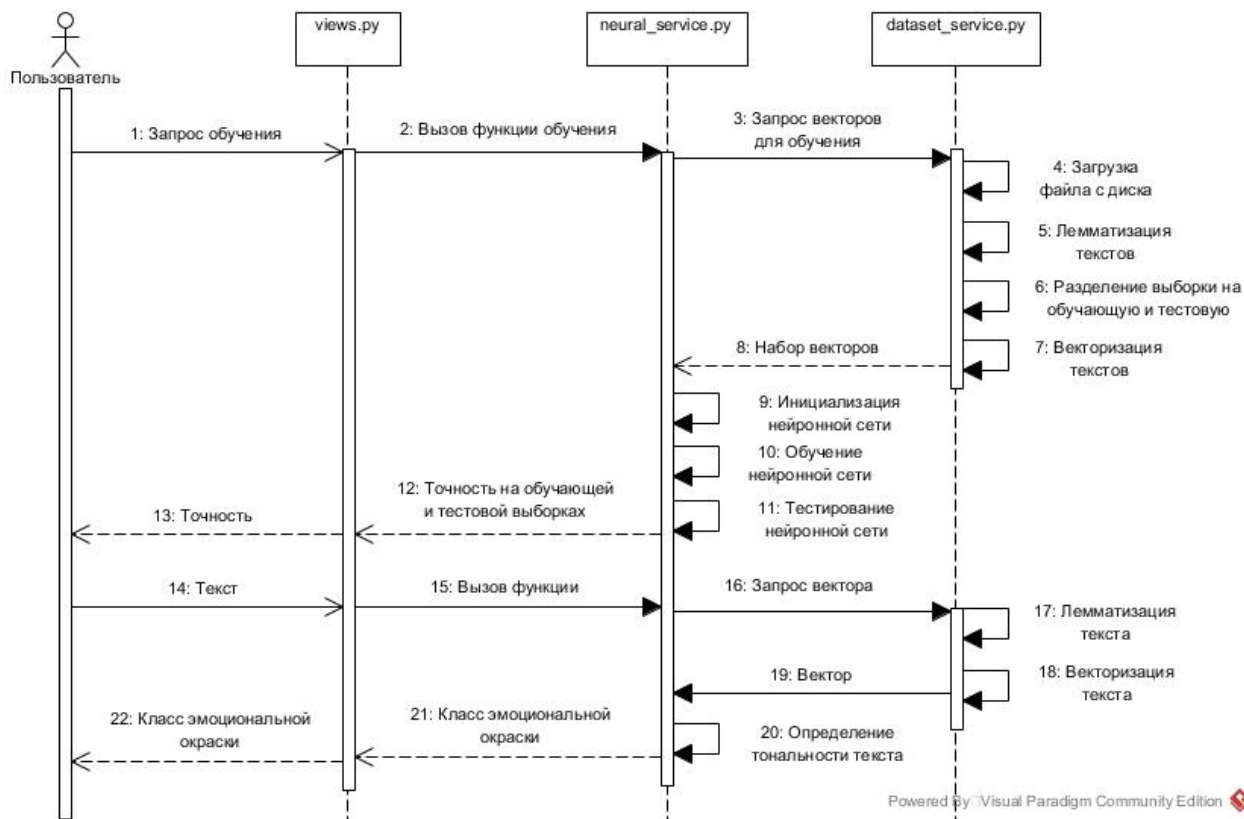 views.py
neural_service.py
dataset_service.py
Пользователь
1: Запрос обучения
2: Вызов функции обучения
3: Запрос векторов
для обучения
4: Загрузка
файла с диска
5: Лемматизация
текстов
6: Разделение выборки на
обучающую и тестовую
8: Набор векторов
7: Векторизация
текстов
9: Инициализация
нейронной сети
10: Обучение
нейронной сети
12: Точность на обучающей
и тестовой выборках
13: Точность
11: Тестирование
нейронной сети
14: Текст
15: Вызов функции
16: Запрос вектора
17: Лемматизация
текста
19: Вектор
18: Векторизация
текста
22: Класс эмоциональной
окраски
21: Класс эмоциональной
окраски
20: Определение
тональности текста
Powered By Visual Paradigm Community Edition